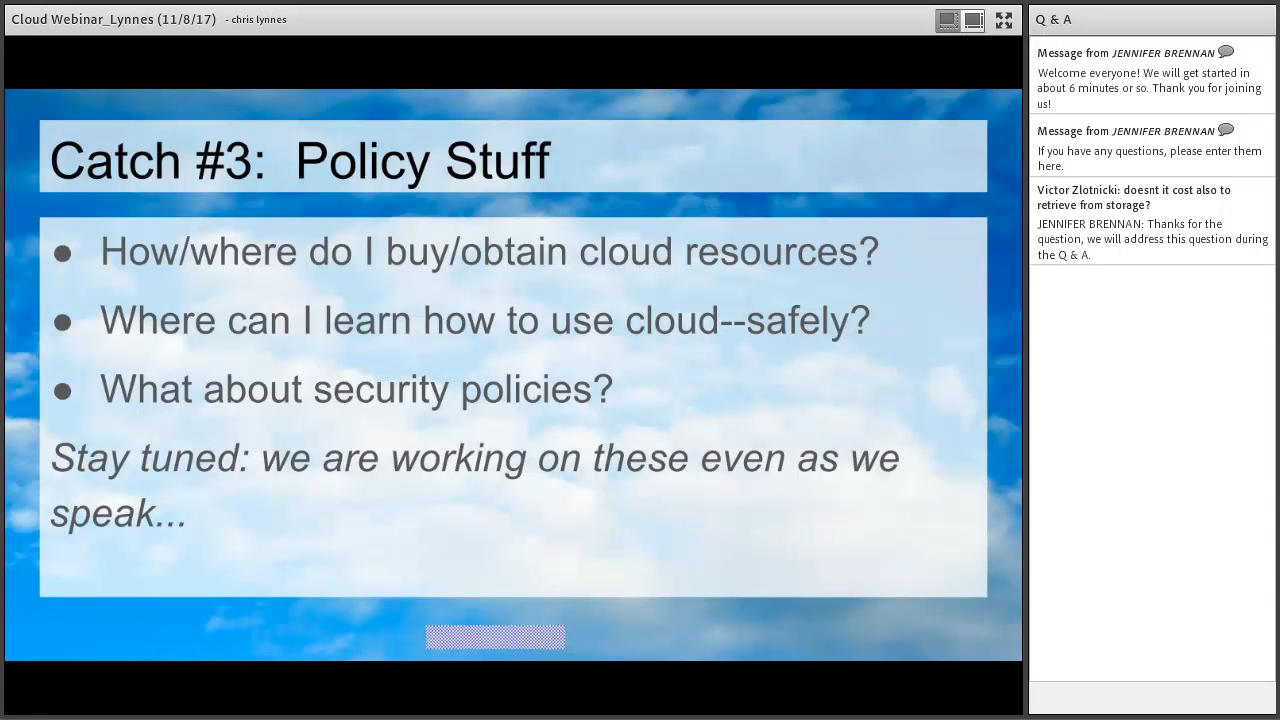 Cloud Webinar_Lynnes (11/8/17) - chris lynnes
Catch #3: Policy Stuff
● How/where do I buy/obtain cloud resources?
● Where can I learn how to use cloud--safely?
● What about security policies?
Stay tuned: we are working on these even as we
speak...
Q & A
Message from JENNIFER BRENNAN
Welcome everyone! We will get started in
about 6 minutes or so. Thank you for joining
us!
Message from JENNIFER BRENNAN
If you have any questions, please enter them
here.
Victor Zlotnicki: doesnt it cost also to
retrieve from storage?
JENNIFER BRENNAN: Thanks for the
question, we will address this question during
the Q & A.